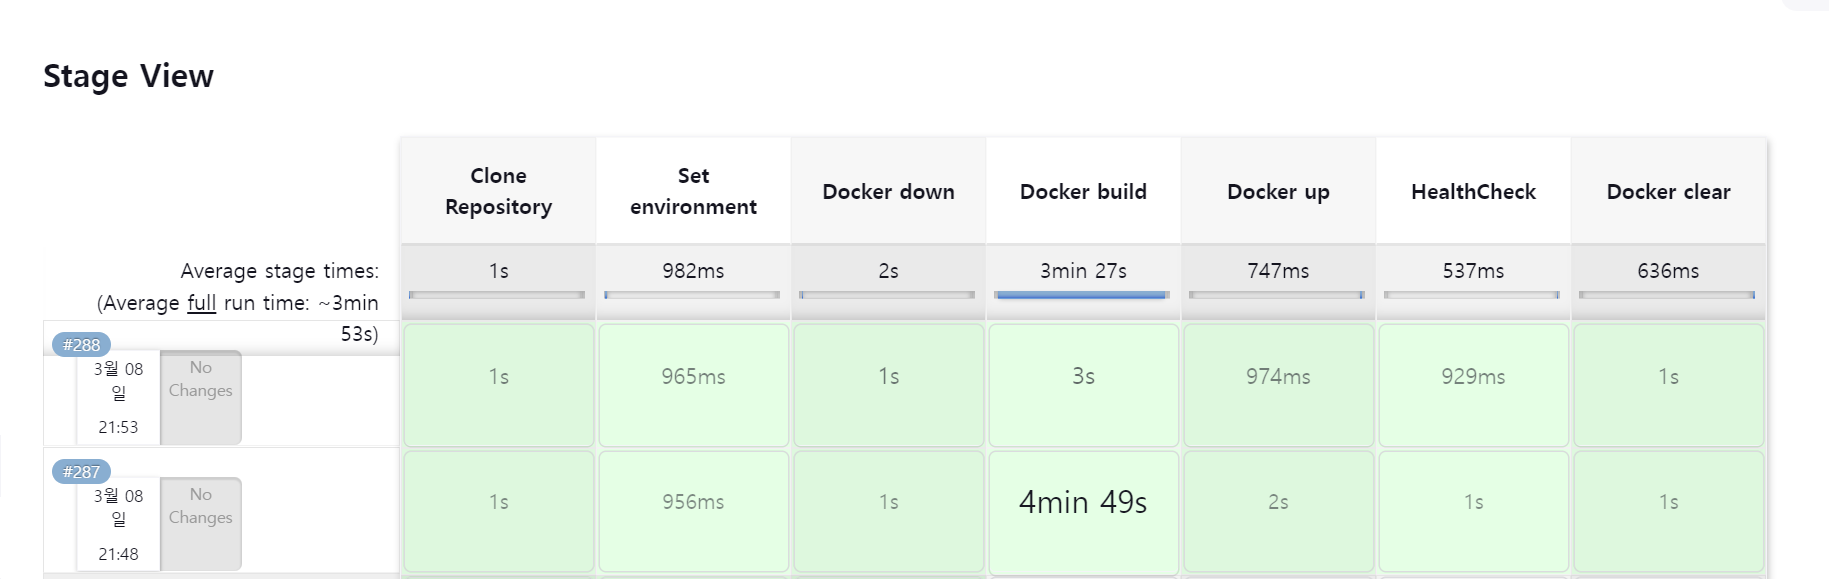 Stage View
Clone
Repository
Set
environment
Docker down
Docker build
Docker up
HealthCheck
Docker clear
Average stage times:
(Average full run time: ~3min
53s)
1s
982ms
2s
3min 27s
747ms
537ms
636ms
#288
3월 08
일
21:53
No
Changes
1s
965ms
1s
3s
974ms
929ms
1s
#287
3월 08
일
21:48
No
Changes
1s
956ms
1s
4min 49s
2s
1s
1s